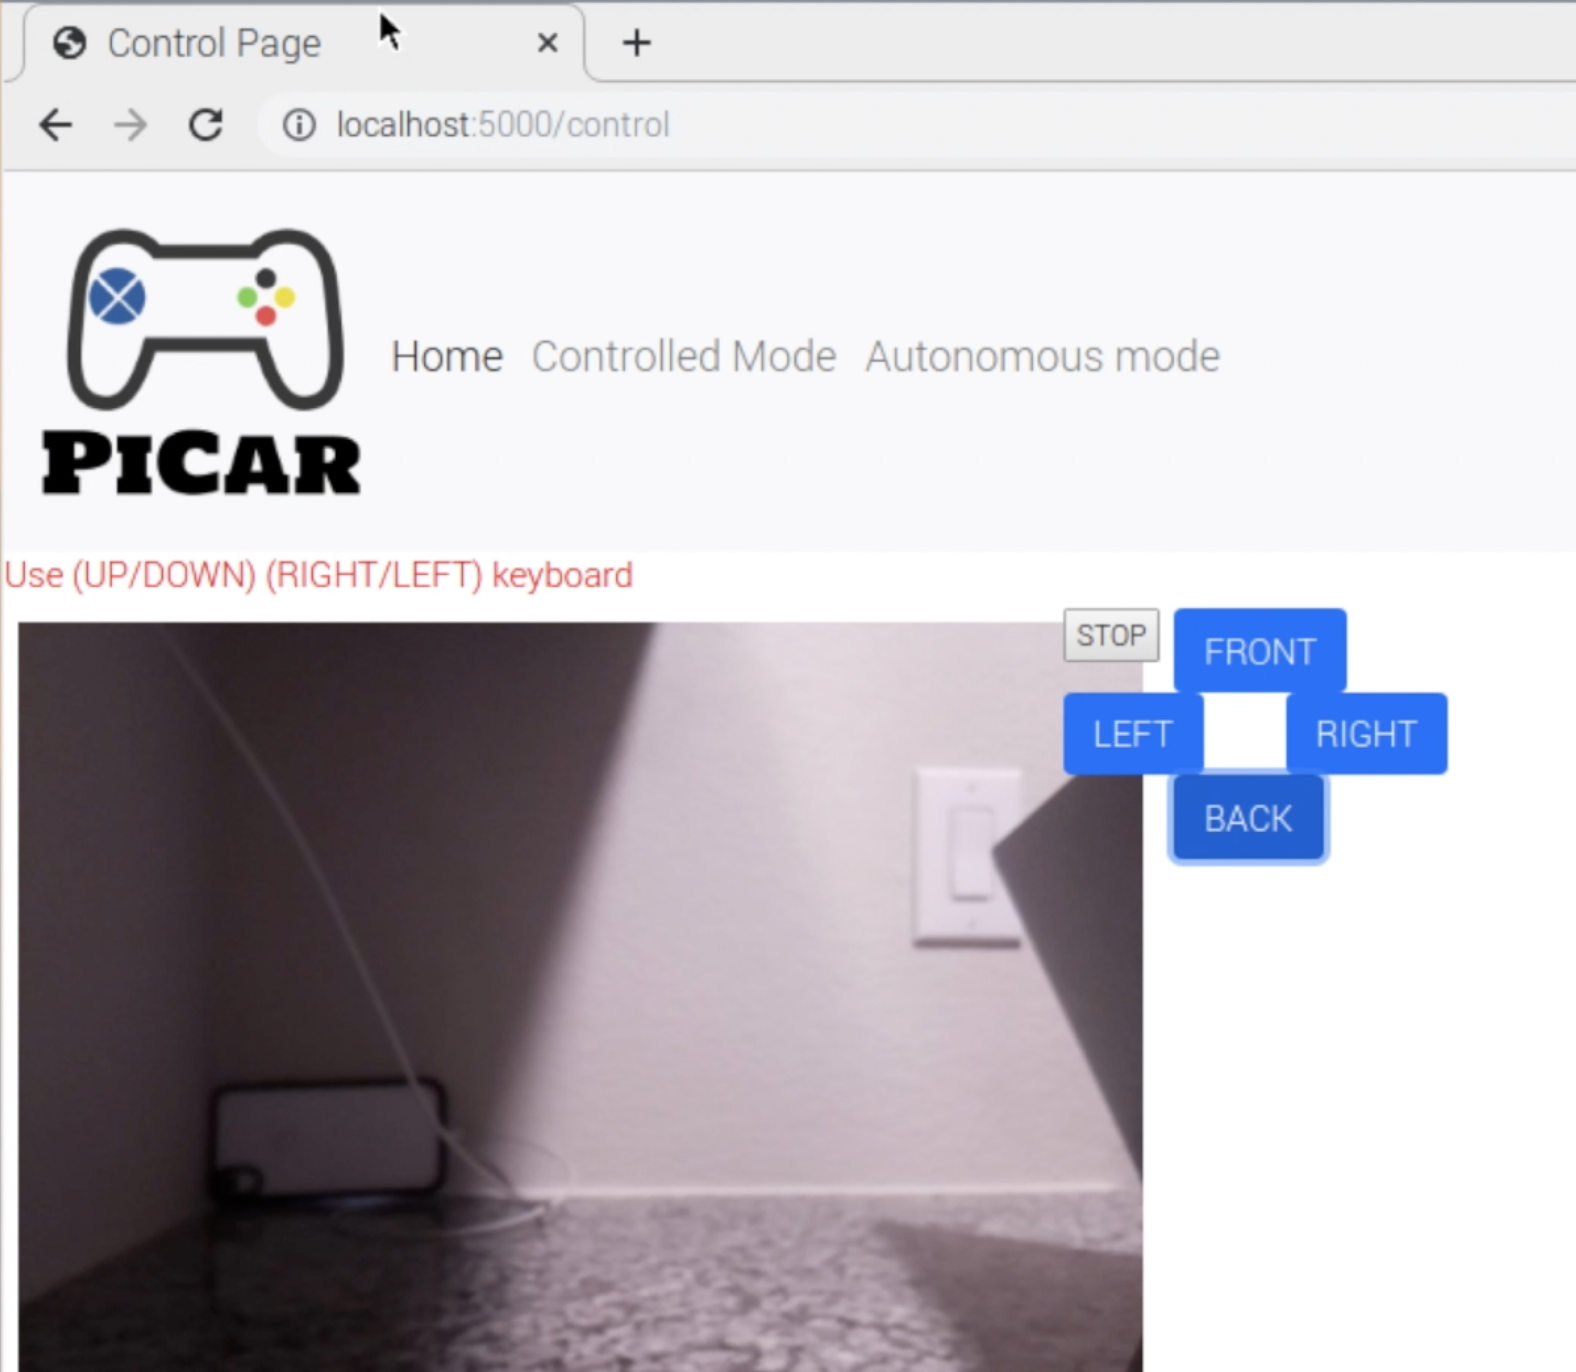 Control Page
localhost:5000/control
Home Controlled Mode Autonomous mode
PICAR
Use (UP/DOWN) (RIGHT/LEFT) keyboard
STOP FRONT
LEFT RIGHT
BACK